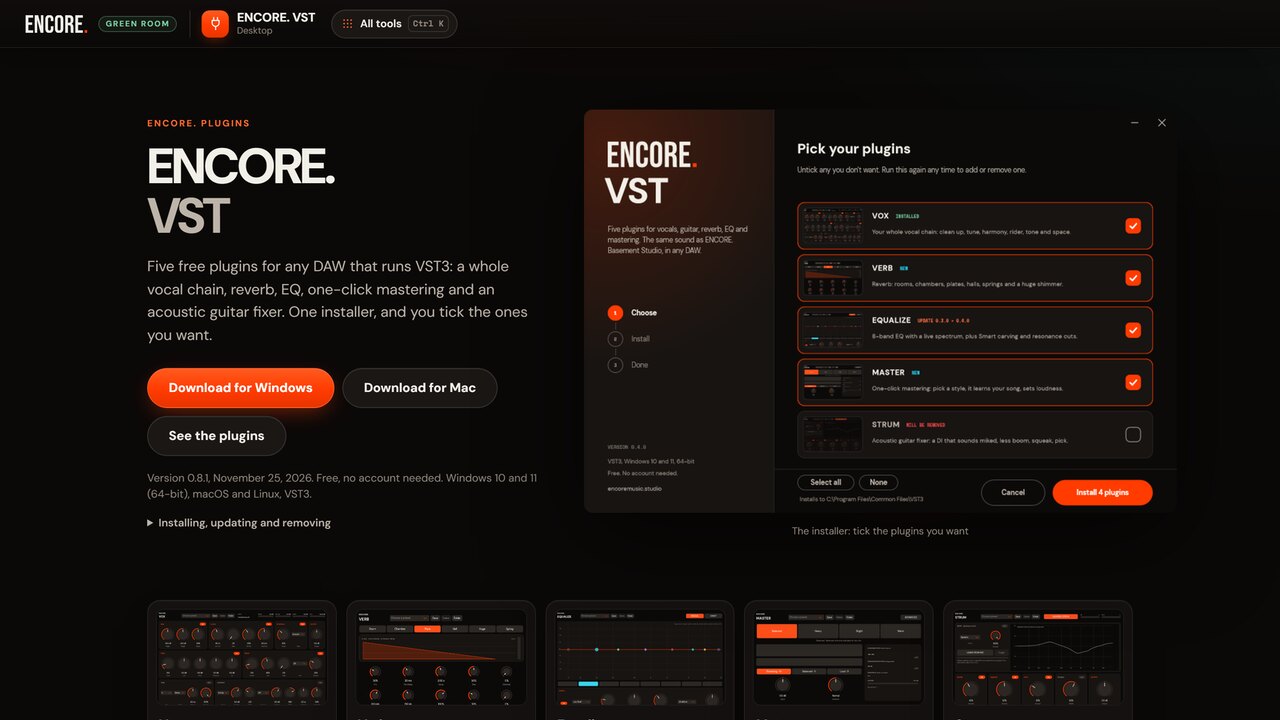 ENCORE.
GREEN ROOM
ENCORE. VST
Desktop
All tools
Ctrl K
ENCORE. PLUGINS
ENCORE.
VST
Five free plugins for any DAW that runs VST3: a whole
vocal chain, reverb, EQ, one-click mastering and an
acoustic guitar fixer. One installer, and you tick the ones
you want.
Download for Windows
Download for Mac
See the plugins
Version 0.8.1, November 25, 2026. Free, no account needed. Windows 10 and 11
(64-bit), macOS and Linux, VST3.
Installing, updating and removing
ENCORE.
VST
Five plugins for vocals, guitar, reverb, EQ and
mastering. The same sound as ENCORE.
Basement Studio, in any DAW.
1 Choose
2 Install
3 Done
VERSION 0.4.0
VST3, Windows 10 and 11, 64-bit
Free. No account needed.
encoremusic.studio
Pick your plugins
Untick any you don't want. Run this again any time to add or remove one.
VOX INSTALLED
Your whole vocal chain: clean up, tune, harmony, rider, tone and space.
VERB NEW
Reverb: rooms, chambers, plates, halls, springs and a huge shimmer.
EQUALIZE UPDATE 0.3.0 > 0.4.0
8-band EQ with a live spectrum, plus Smart carving and resonance cuts.
MASTER NEW
One-click mastering: pick a style, it learns your song, sets loudness.
STRUM WILL BE REMOVED
Acoustic guitar fixer: a DI that sounds miked, less boom, squeak, pick.
Select all
None
Installs to C:\Program Files\Common Files\VST3
Cancel
Install 4 plugins
The installer: tick the plugins you want
VOX
VERB
EQUALIZE
MASTER
STRUM